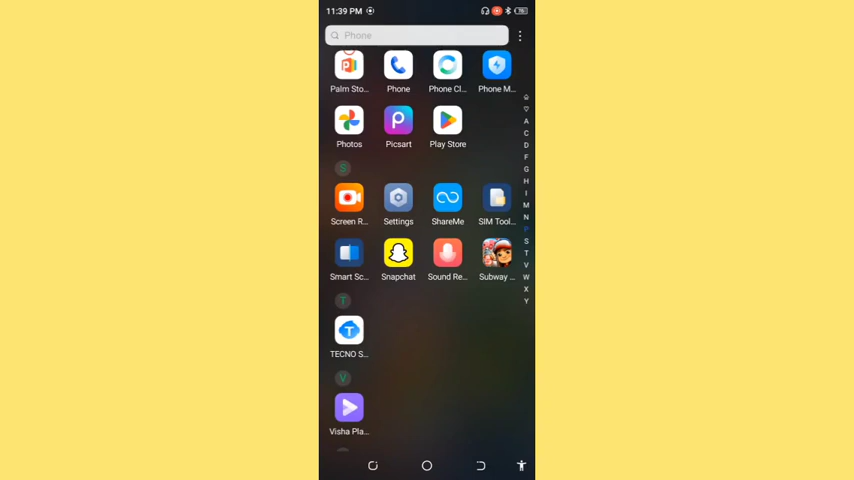 11:39 PM
Phone
Palm Sto... Phone Phone Cl... Phone M...
Photos Picsart Play Store
S
Screen R... Settings ShareMe SIM Tool...
Smart Sc... Snapchat Sound Re... Subway ...
T
TECNO S...
V
Visha Pla...
A
C
D
F
G
H
I
M
N
P
S
T
V
W
X
Y